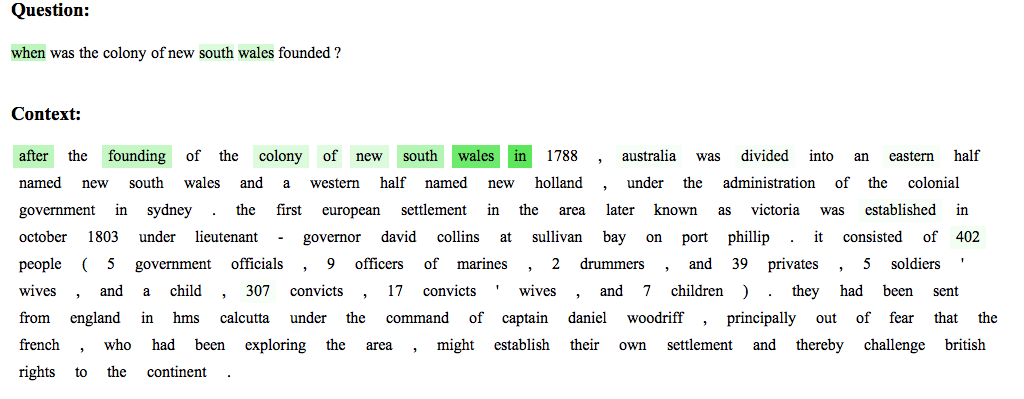 Question:
when was the colony of new south wales founded ?
Context:
after the founding of the colony of new south wales in 1788 , australia was divided into an eastern half
named new south wales and a western half named new holland , under the administration of the colonial
government in sydney . the first european settlement in the area later known as victoria was established in
october 1803 under lieutenant - governor david collins at sullivan bay on port phillip . it consisted of 402
people ( 5 government officials , 9 officers of marines , 2 drummers , and 39 privates , 5 soldiers '
wives , and a child , 307 convicts , 17 convicts ' wives , and 7 children ) . they had been sent
from england in hms calcutta under the command of captain daniel woodriff , principally out of fear that the
french , who had been exploring the area , might establish their own settlement and thereby challenge british
rights to the continent .